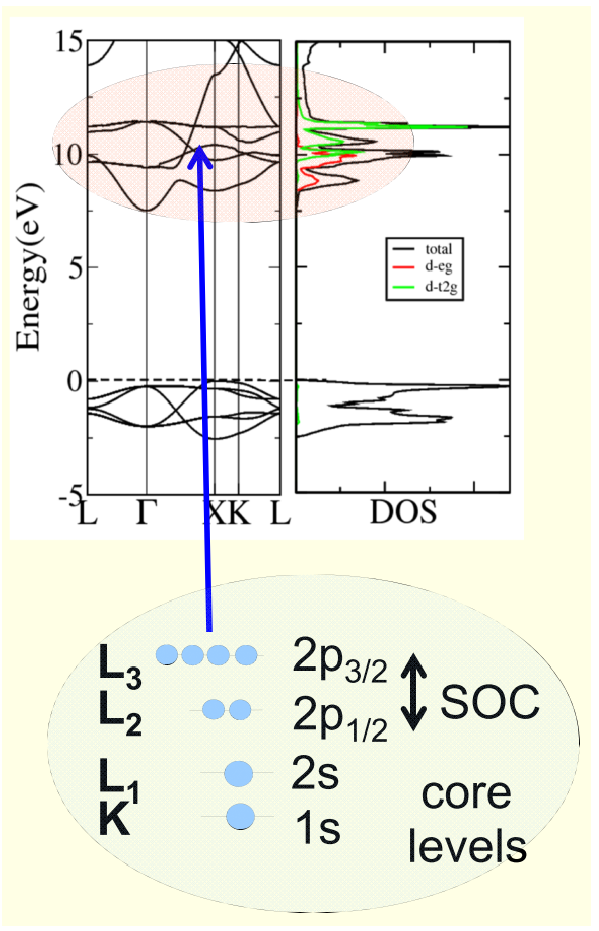 15
10
5
0
-5
Energy(eV)
L Γ X K L
DOS
total
d-eg
d-t2g
L3 2p3/2
SOC
L2 2p1/2
L1 2s
K 1s
core
levels